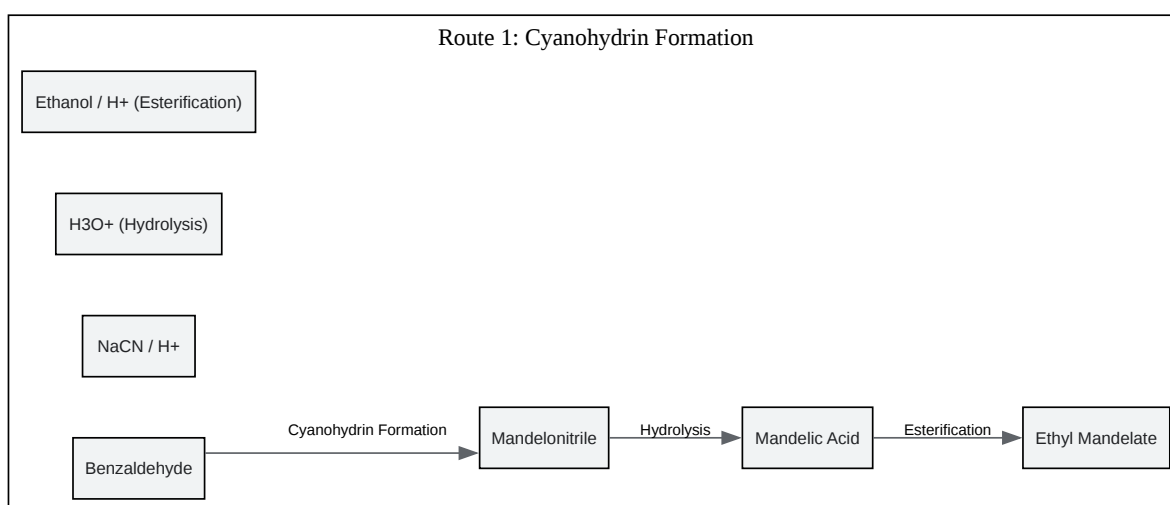 Route 1: Cyanohydrin Formation
Ethanol / H+ (Esterification)
H3O+ (Hydrolysis)
NaCN / H+
Benzaldehyde
Cyanohydrin Formation
Mandelonitrile
Hydrolysis
Mandelic Acid
Esterification
Ethyl Mandelate